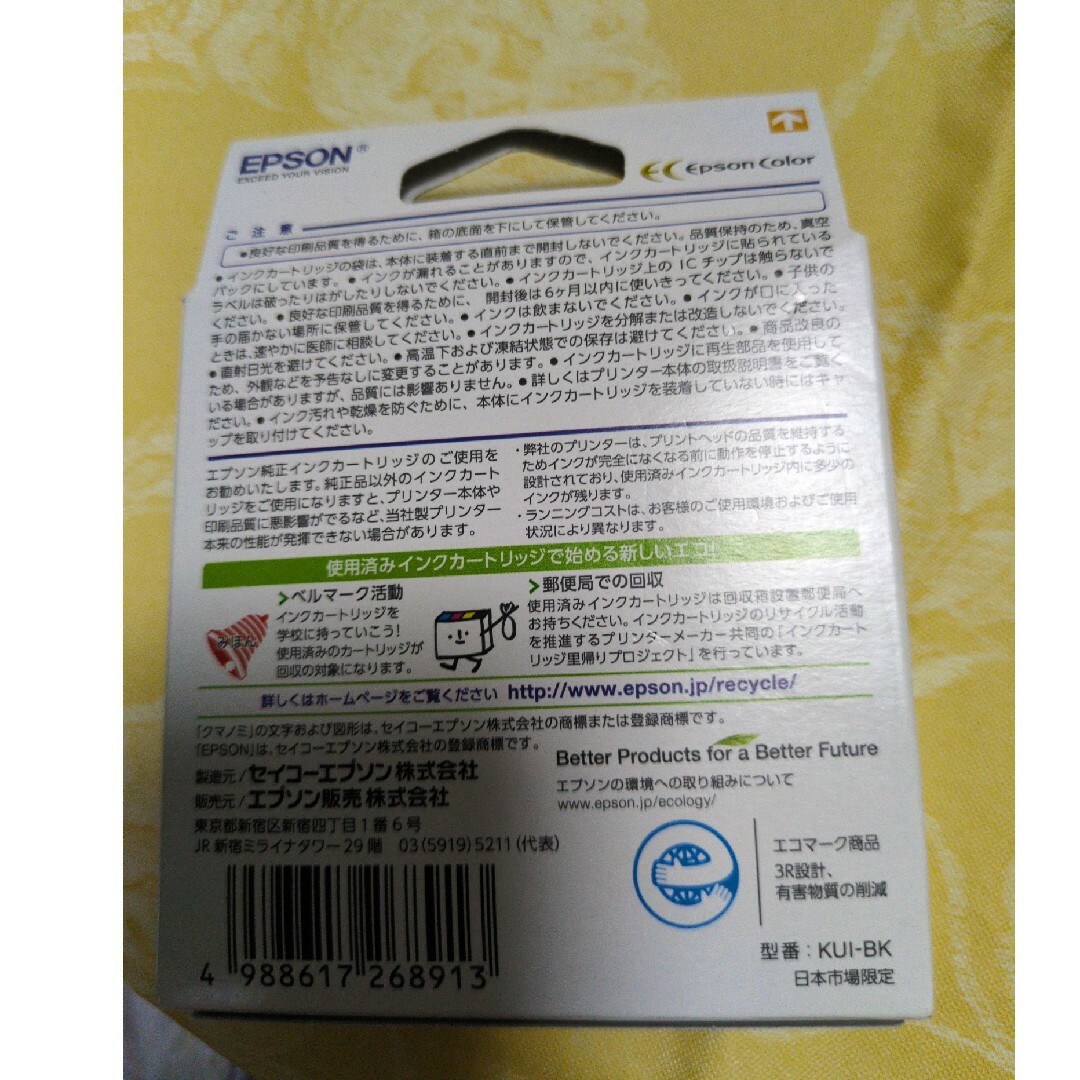 EPSON®
EXCEED YOUR VISION
Epson Color
ご注意
●良好な印刷品質を得るために、箱の底面を下にして保管してください。
●インクカートリッジの袋は、本体に装着する直前まで開封しないでください。品質保持のため、真空
パックにしています。●インクが漏れることがありますので、インクカートリッジに貼られている
ラベルは破ったりはがしたりしないでください。●インクカートリッジ上のICチップは触らないで
ください。●良好な印刷品質を得るために、開封後は6ヶ月以内に使いきってください。●子供の
手の届かない場所に保管してください。●インクは飲まないでください。●インクが口に入った
ときは、速やかに医師に相談してください。●インクカートリッジを分解または改造しないでください。
●直射日光を避けてください。●高温下および凍結状態での保存は避けてください。●商品改良の
ため、外観などを予告なしに変更することがあります。●インクカートリッジに再生部品を使用して
いる場合がありますが、品質には影響ありません。●詳しくはプリンター本体の取扱説明書をご覧く
ださい。●インク汚れや乾燥を防ぐために、本体にインクカートリッジを装着していない時にはキャ
ップを取り付けてください。
エプソン純正インクカートリッジのご使用を
お勧めいたします。純正品以外のインクカート
リッジをご使用になりますと、プリンター本体や
印刷品質に悪影響がでるなど、当社製プリンター
本来の性能が発揮できない場合があります。
・弊社のプリンターは、プリントヘッドの品質を維持する
ためインクが完全になくなる前に動作を停止するように
設計されており、使用済みインクカートリッジ内に多少の
インクが残ります。
・ランニングコストは、お客様のご使用環境およびご使用
状況により異なります。
使用済みインクカートリッジで始める新しいエコ!
>ベルマーク活動
みほん
インクカートリッジを
学校に持っていこう!
使用済みのカートリッジが
回収の対象になります。
>郵便局での回収
使用済みインクカートリッジは回収箱設置郵便局へ
お持ちください。インクカートリッジのリサイクル活動
を推進するプリンターメーカー共同の「インクカート
リッジ里帰りプロジェクト」を行っています。
詳しくはホームページをご覧ください http://www.epson.jp/recycle/
「クマノミ」の文字および図形は、セイコーエプソン株式会社の商標または登録商標です。
「EPSON」は、セイコーエプソン株式会社の登録商標です。
製造元/セイコーエプソン株式会社
販売元/エプソン販売株式会社
東京都新宿区新宿四丁目1番6号
JR新宿ミライナタワー29階 03(5919)5211(代表)
Better Products for a Better Future
エプソンの環境への取り組みについて
www.epson.jp/ecology/
エコマーク商品
3R設計、
有害物質の削減
4 988617 268913
型番:KUI-BK
日本市場限定